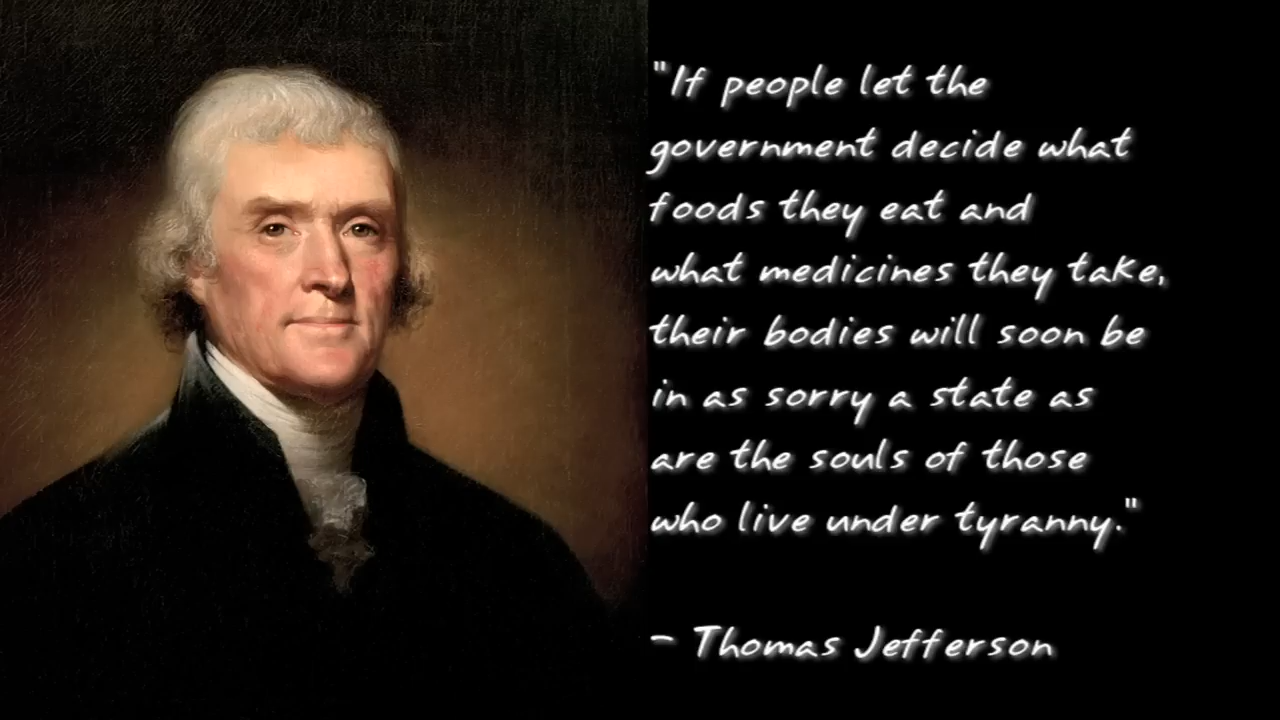 "If people let the
government decide what
foods they eat and
what medicines they take,
their bodies will soon be
in as sorry a state as
are the souls of those
who live under tyranny."
- Thomas Jefferson